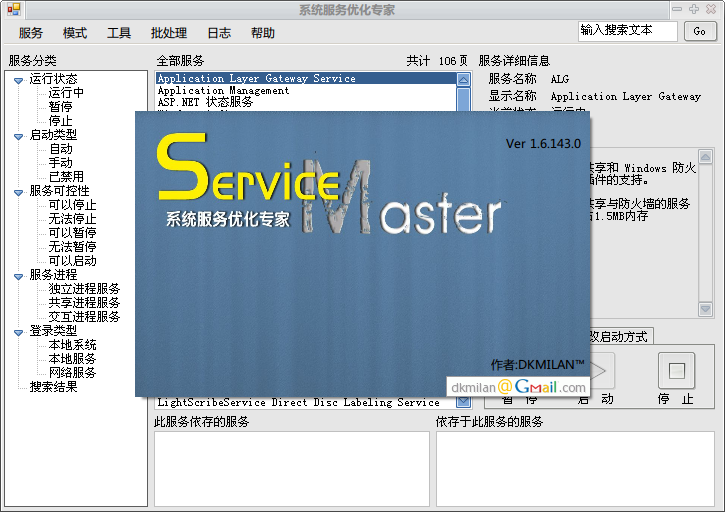 系统服务优化专家
服务 模式 工具 批处理 日志 帮助
输入搜索文本 Go
服务分类
运行状态
运行中
暂停
停止
启动类型
自动
手动
已禁用
服务可控性
可以停止
无法停止
可以暂停
无法暂停
可以启动
服务进程
独立进程服务
共享进程服务
交互进程服务
登录类型
本地系统
本地服务
网络服务
搜索结果
全部服务 共计 106页
Application Layer Gateway Service
Application Management
ASP.NET 状态服务
LightScribeService Direct Disc Labeling Service
服务详细信息
服务名称 ALG
显示名称 Application Layer Gateway
享和 Windows 防火
插件的支持。
享与防火墙的服务
1.5MB内存
改启动方式
暂 停 启 动 停 止
Ver 1.6.143.0
Service
Master
系统服务优化专家
作者:DKMILAN™
dkmilan@Gmail.com
此服务依存的服务
依存于此服务的服务